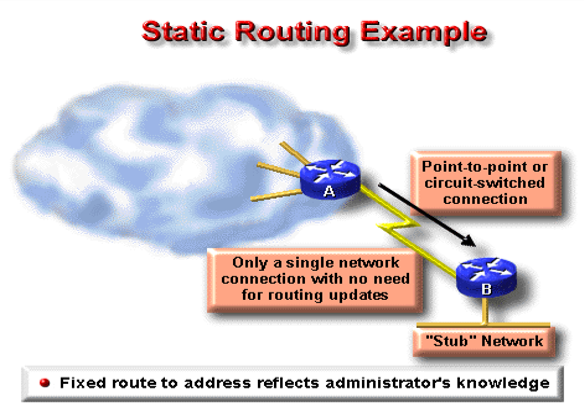 Static Routing Example
A
Point-to-point or
circuit-switched
connection
Only a single network
connection with no need
for routing updates
B
"Stub" Network
Fixed route to address reflects administrator's knowledge